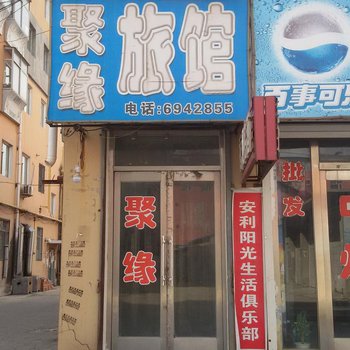 聚缘旅馆
电话:6942855
百事可
聚缘
安利阳光生活俱乐部
批发